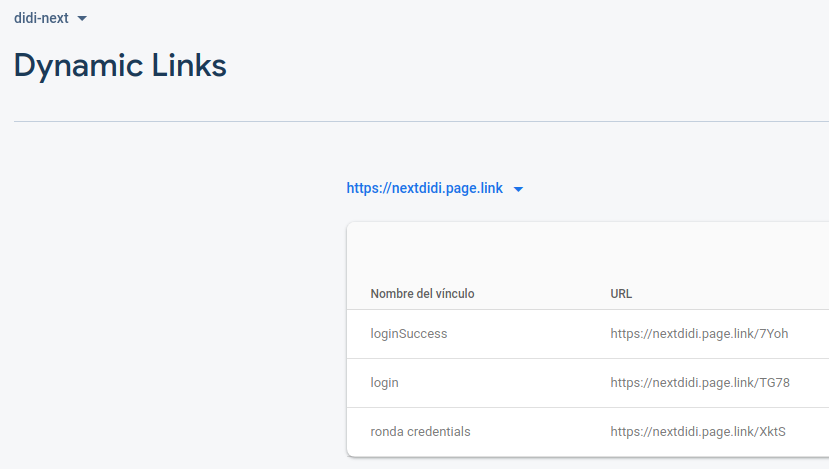 didi-next
Dynamic Links
https://nextdidi.page.link
Nombre del vínculo URL
loginSuccess https://nextdidi.page.link/7Yoh
login https://nextdidi.page.link/TG78
ronda credentials https://nextdidi.page.link/XktS